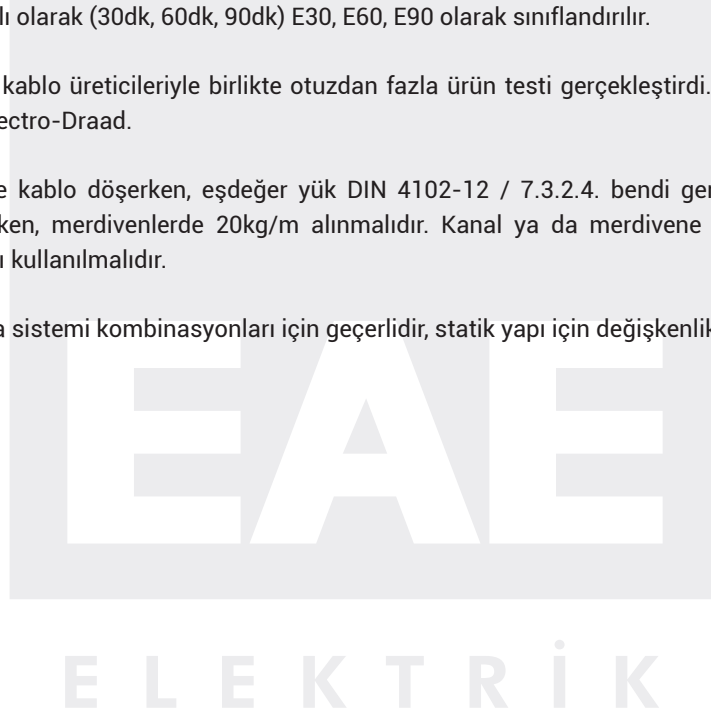 lı olarak (30dk, 60dk, 90dk) E30, E60, E90 olarak sınıflandırılır.
kablo üreticileriyle birlikte otuzdan fazla ürün testi gerçekleştirdi.
ectro-Draad.
e kablo döşerken, eşdeğer yük DIN 4102-12 / 7.3.2.4. bendi ger
ken, merdivenlerde 20kg/m alınmalıdır. Kanal ya da merdivene
ı kullanılmalıdır.
a sistemi kombinasyonları için geçerlidir, statik yapı için değişkenlik
EAE
ELEKTRİK